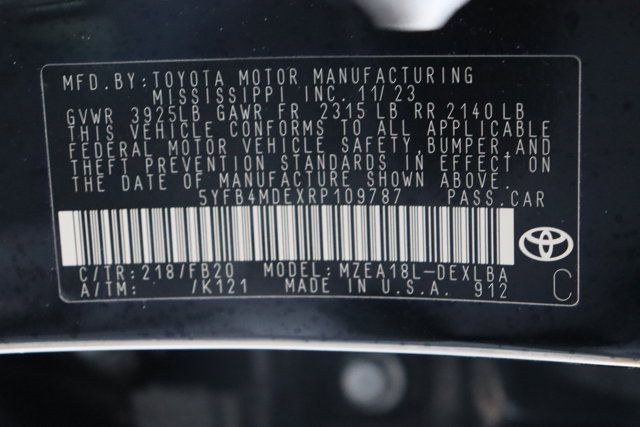 MFD. BY: TOYOTA MOTOR MANUFACTURING
MISSISSIPPI INC. 11/23
GVWR 3925LB GAWR FR 2315 LB RR 2140 LB
THIS VEHICLE CONFORMS TO ALL APPLICABLE
FEDERAL MOTOR VEHICLE SAFETY, BUMPER, AND
THEFT PREVENTION STANDARDS IN EFFECT ON
THE DATE OF MANUFACTURE SHOWN ABOVE.
5YFB4MDEXRP109787 PASS. CAR
C/TR: 218/FB20 MODEL: MZEA18L-DEXLBA
A/TM: /K121 MADE IN U.S.A. 912 C